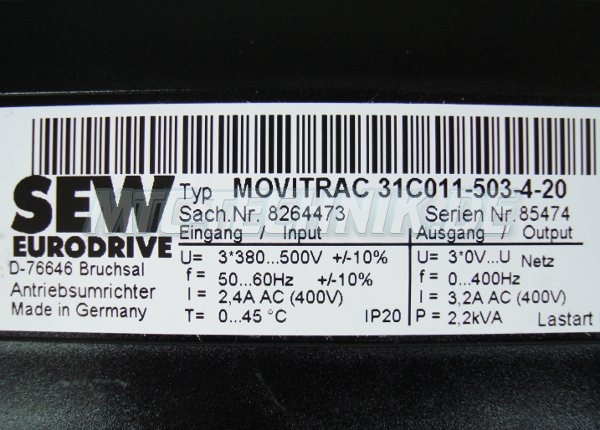 SEW
EURODRIVE
D-76646 Bruchsal
Antriebsumrichter
Made in Germany
Typ MOVITRAC 31C011-503-4-20
Sach.Nr. 8264473 Serien Nr. 85474
Eingang / Input Ausgang / Output
U= 3*380...500V +/-10% U= 3*0V...U Netz
f= 50...60Hz +/-10% f= 0...400Hz
I= 2,4A AC (400V) I= 3,2A AC (400V)
T= 0...45 °C IP20 P = 2,2kVA Lastart